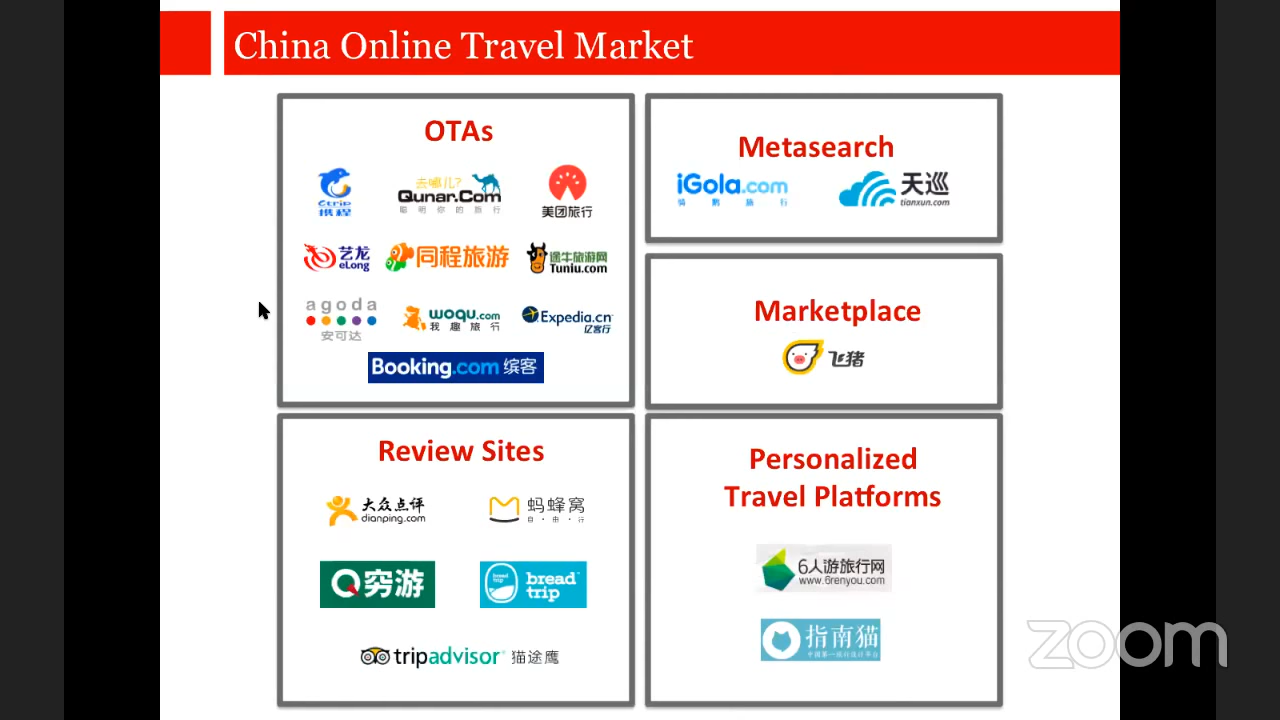 China Online Travel Market
OTAs
Ctrip
携程
去哪儿?
Qunar.Com
聪明你的旅行
美团旅行
艺龙
eLong
同程旅游
途牛旅游网
Tuniu.com
agoda
安可达
woqu.com
我趣旅行
Expedia.cn
亿客行
Booking.com 缤客
Metasearch
iGola.com
骑鹅旅行
天巡
tianxun.com
Marketplace
飞猪
Review Sites
大众点评
dianping.com
蚂蜂窝
自·由·行
穷游
bread trip
bread
trip
tripadvisor 猫途鹰
Personalized
Travel Platforms
6人游旅行网
www.6renyou.com
指南猫
zoom